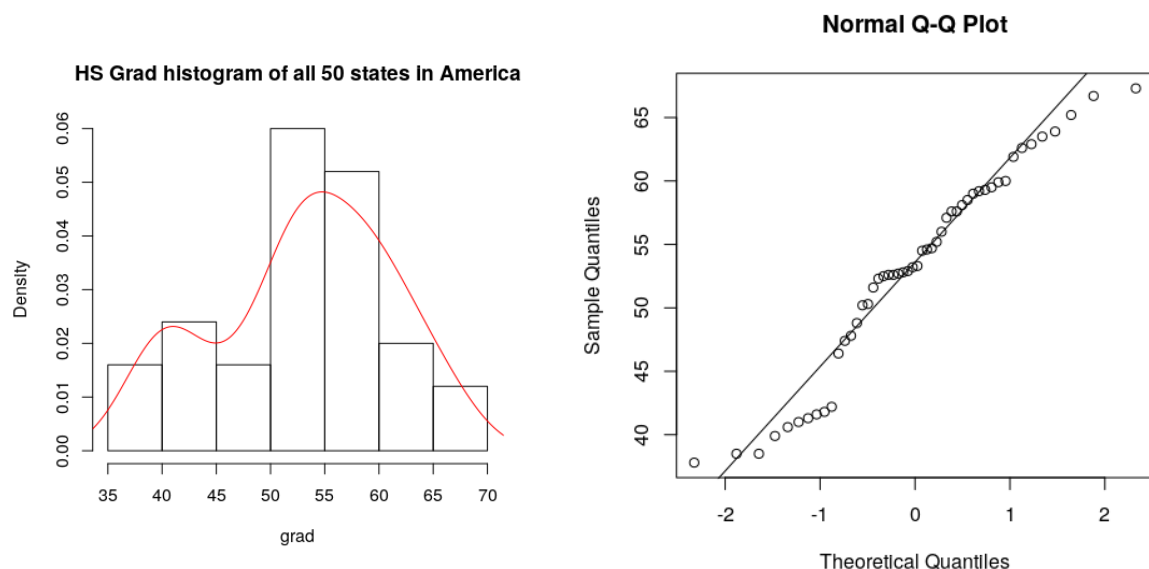 HS Grad histogram of all 50 states in America
Density
0.00 0.01 0.02 0.03 0.04 0.05 0.06
35 40 45 50 55 60 65 70
grad
Normal Q-Q Plot
Sample Quantiles
40 45 50 55 60 65
-2 -1 0 1 2
Theoretical Quantiles